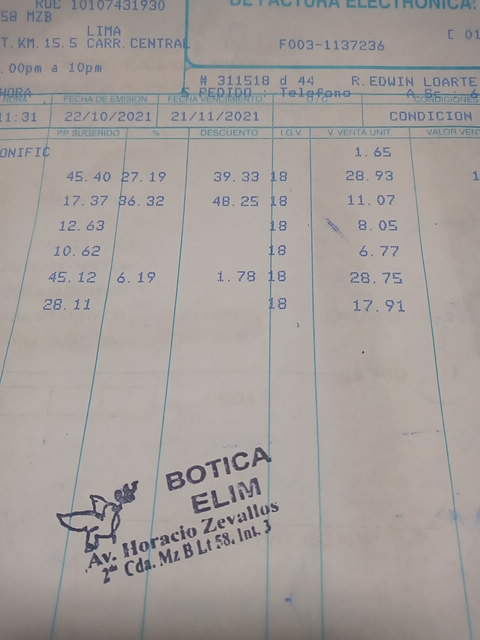 RUC 10107431930
DE FACTURA ELECTRONICA:
58 MZB
LIMA
T.KM.15.5 CARR.CENTRAL
F003-1137236
[ 01
00pm a 10pm
# 311518 d 44 R.EDWIN LOARTE
HORA S.PEDIDO : Telefono
HORA FECHA DE EMISION FECHA VENCIMIENTO O / C CONDICIONES
11:31 22/10/2021 21/11/2021 CONDICION
PP SUGERIDO % DESCUENTO I.G.V V. VENTA UNIT. VALOR VEN
ONIFIC 1.65
45.40 27.19 39.33 18 28.93 1
17.37 36.32 48.25 18 11.07
12.63 18 8.05
10.62 18 6.77
45.12 6.19 1.78 18 28.75
28.11 18 17.91
BOTICA
ELIM
Av. Horacio Zevallos
2da Cda. Mz B Lt 58. Int. 3